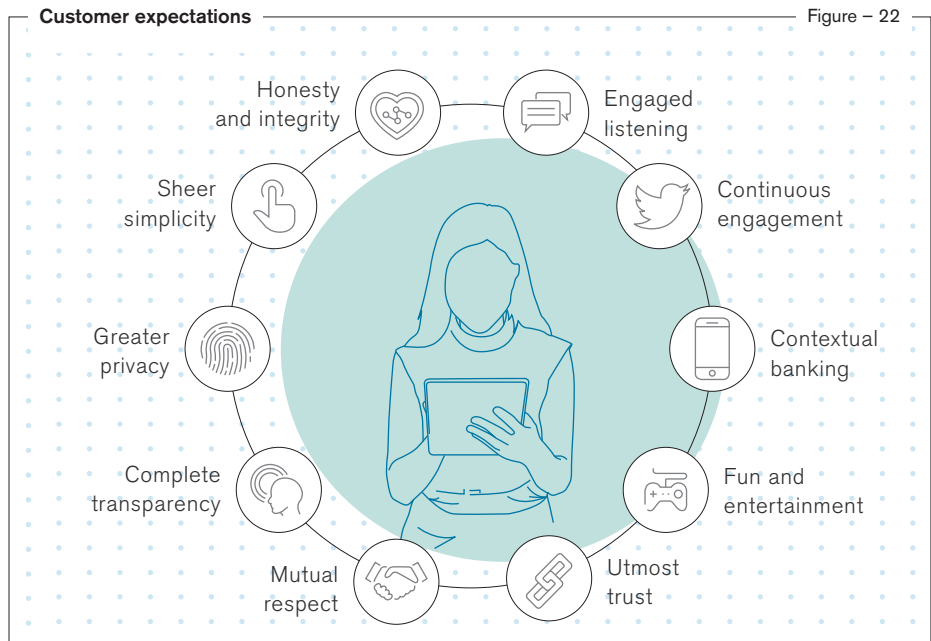 Customer expectations
Figure – 22
Honesty
and integrity
Engaged
listening
Sheer
simplicity
Continuous
engagement
Greater
privacy
Contextual
banking
Complete
transparency
Fun and
entertainment
Mutual
respect
Utmost
trust